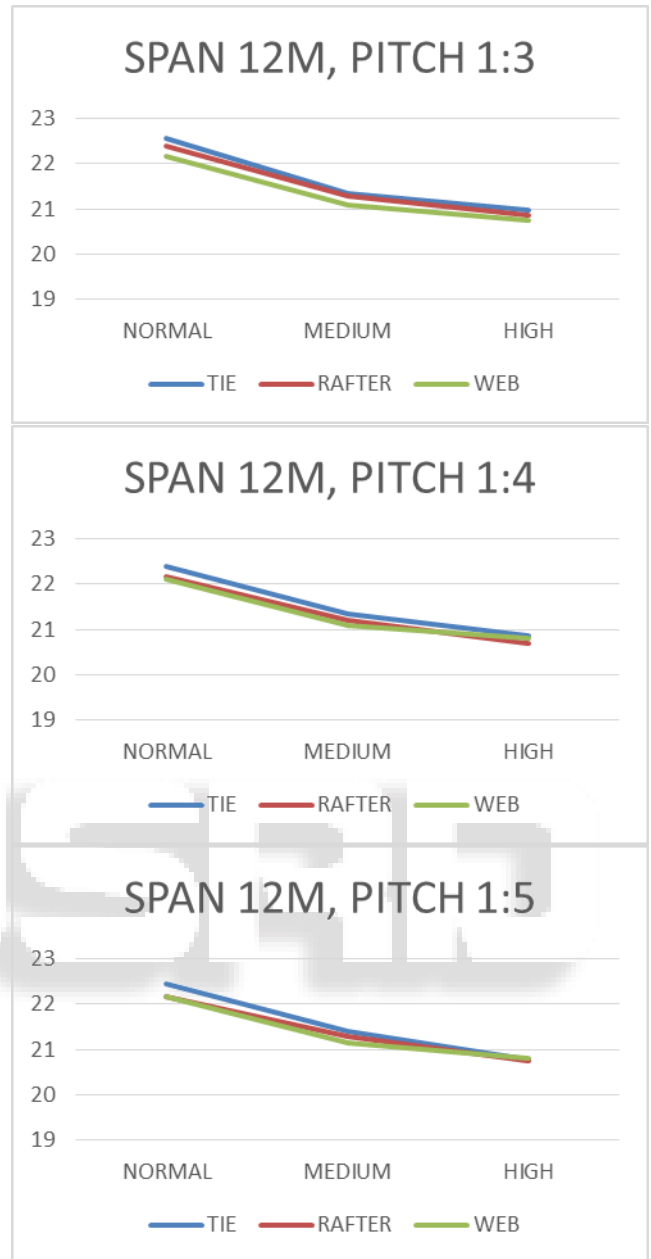 SPAN 12M, PITCH 1:3
23
22
21
20
19
NORMAL MEDIUM HIGH
TIE RAFTER WEB
SPAN 12M, PITCH 1:4
23
22
21
20
19
NORMAL MEDIUM HIGH
TIE RAFTER WEB
SPAN 12M, PITCH 1:5
23
22
21
20
19
NORMAL MEDIUM HIGH
TIE RAFTER WEB